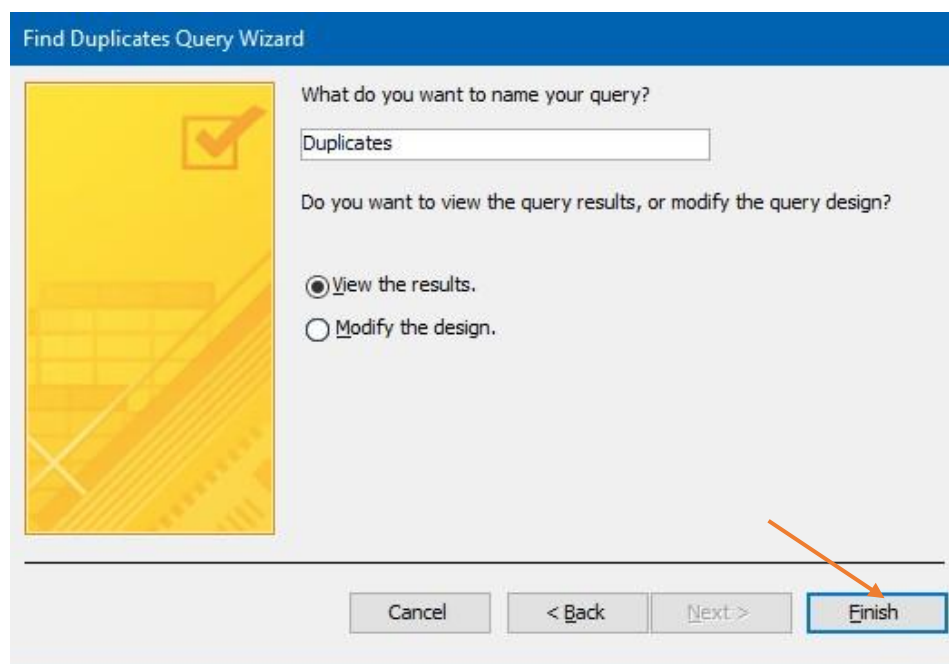 Find Duplicates Query Wizard
What do you want to name your query?
Duplicates
Do you want to view the query results, or modify the query design?
View the results.
Modify the design.
Cancel < Back Next > Finish